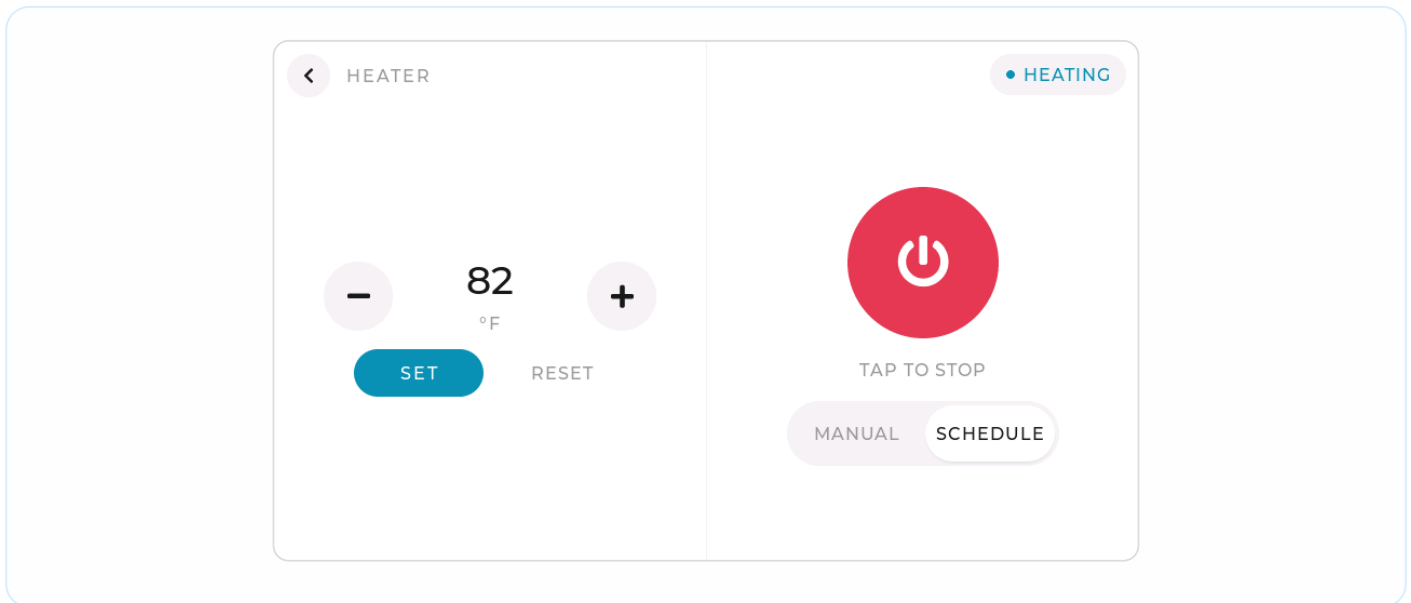 HEATER
HEATING
82
°F
SET
RESET
TAP TO STOP
MANUAL
SCHEDULE